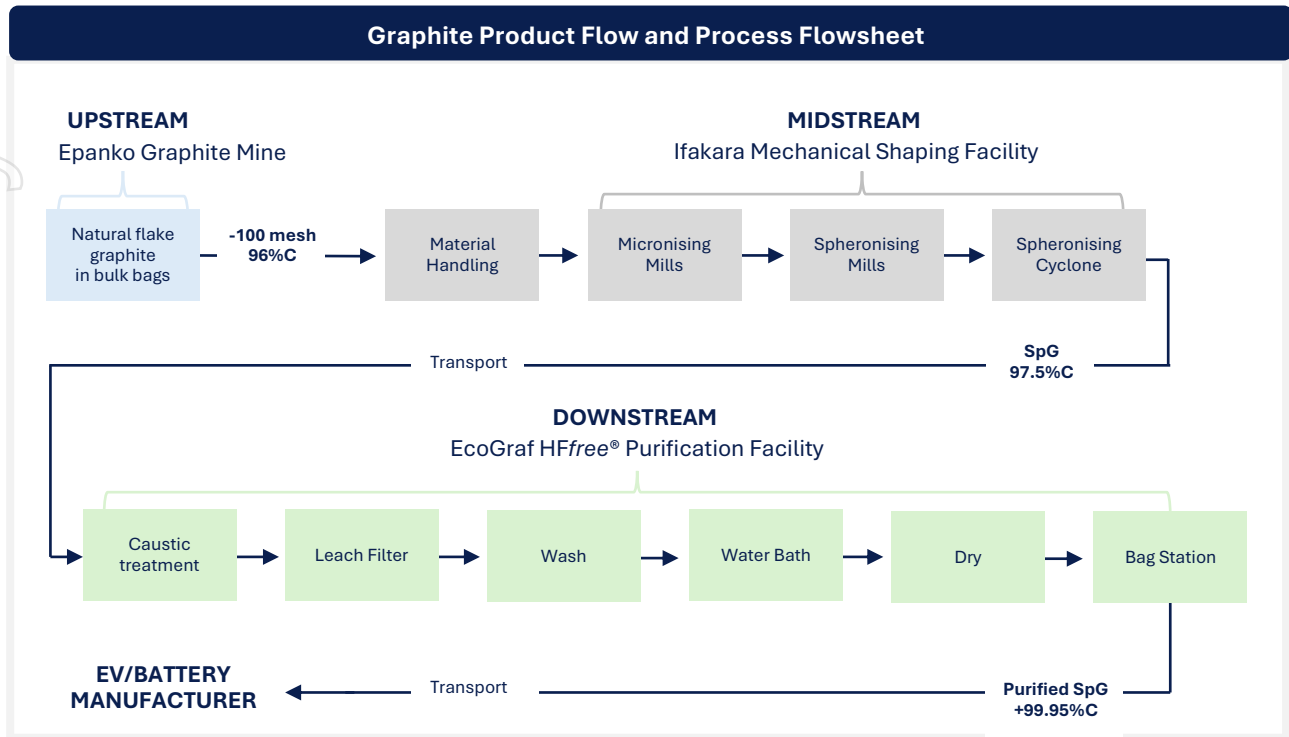 Graphite Product Flow and Process Flowsheet
UPSTREAM
Epanko Graphite Mine
MIDSTREAM
Ifakara Mechanical Shaping Facility
Natural flake
graphite
in bulk bags
-100 mesh
96%C
Material
Handling
Micronising
Mills
Spheronising
Mills
Spheronising
Cyclone
Transport
SpG
97.5%C
DOWNSTREAM
EcoGraf HFfree® Purification Facility
Caustic
treatment
Leach Filter
Wash
Water Bath
Dry
Bag Station
EV/BATTERY
MANUFACTURER
Transport
Purified SpG
+99.95%C